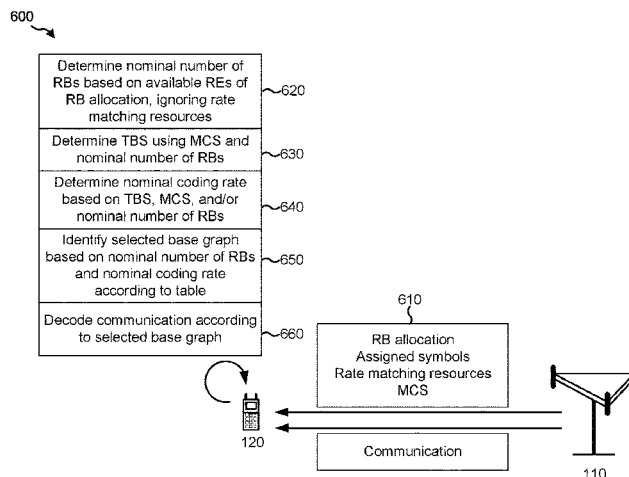 600
Determine nominal number of
RBs based on available REs of
RB allocation, ignoring rate
matching resources
620
Determine TBS using MCS and
nominal number of RBs
630
Determine nominal coding rate
based on TBS, MCS, and/or
nominal number of RBs
640
Identify selected base graph
based on nominal number of RBs
and nominal coding rate
according to table
650
Decode communication according
to selected base graph
660
610
RB allocation
Assigned symbols
Rate matching resources
MCS
120
Communication
110